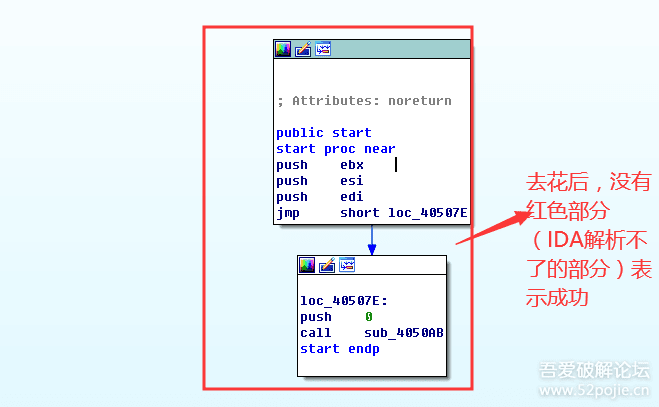 ; Attributes: noreturn
public start
start proc near
push    ebx
push    esi
push    edi
jmp     short loc_40507E
loc_40507E:
push    0
call    sub_4050AB
start endp
去花后，没有
红色部分
（IDA解析不
了的部分）表
示成功
吾爱破解论坛
www.52pojie.cn